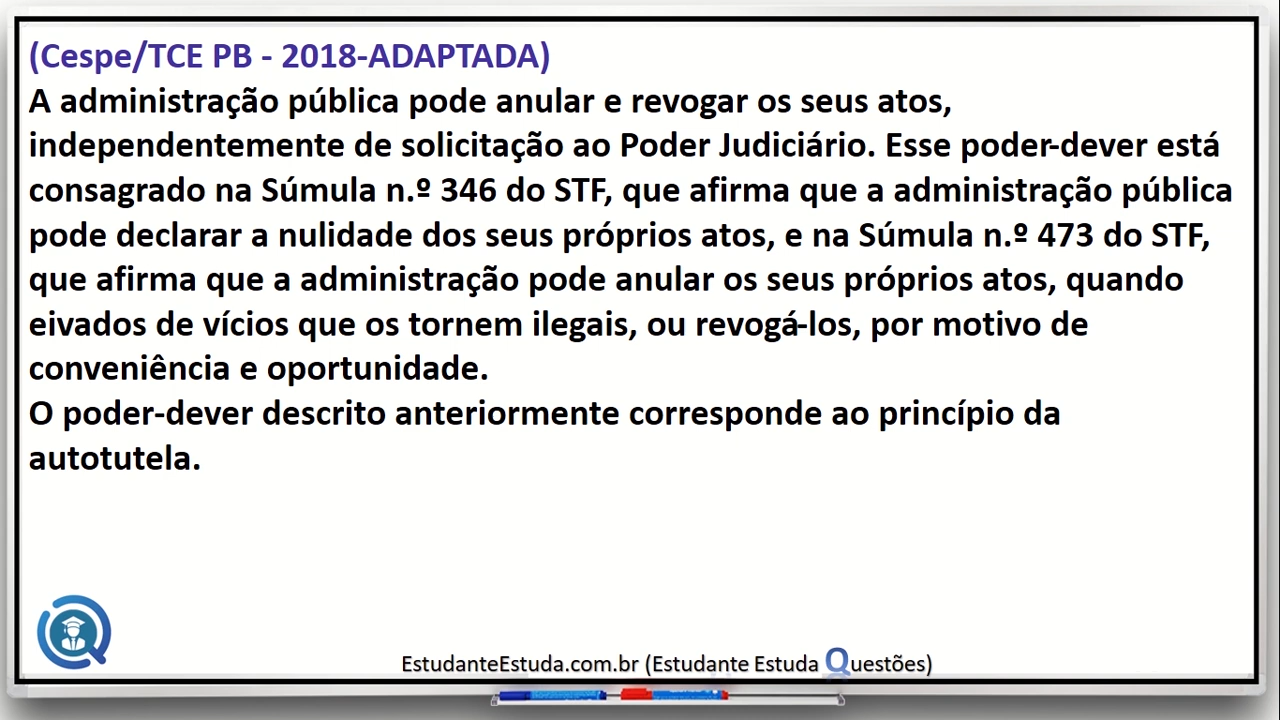 (Cespe/TCE PB - 2018-ADAPTADA)
A administração pública pode anular e revogar os seus atos,
independentemente de solicitação ao Poder Judiciário. Esse poder-dever está
consagrado na Súmula n.º 346 do STF, que afirma que a administração pública
pode declarar a nulidade dos seus próprios atos, e na Súmula n.º 473 do STF,
que afirma que a administração pode anular os seus próprios atos, quando
eivados de vícios que os tornem ilegais, ou revogá-los, por motivo de
conveniência e oportunidade.
O poder-dever descrito anteriormente corresponde ao princípio da
autotutela.
EstudanteEstuda.com.br (Estudante Estuda Questões)